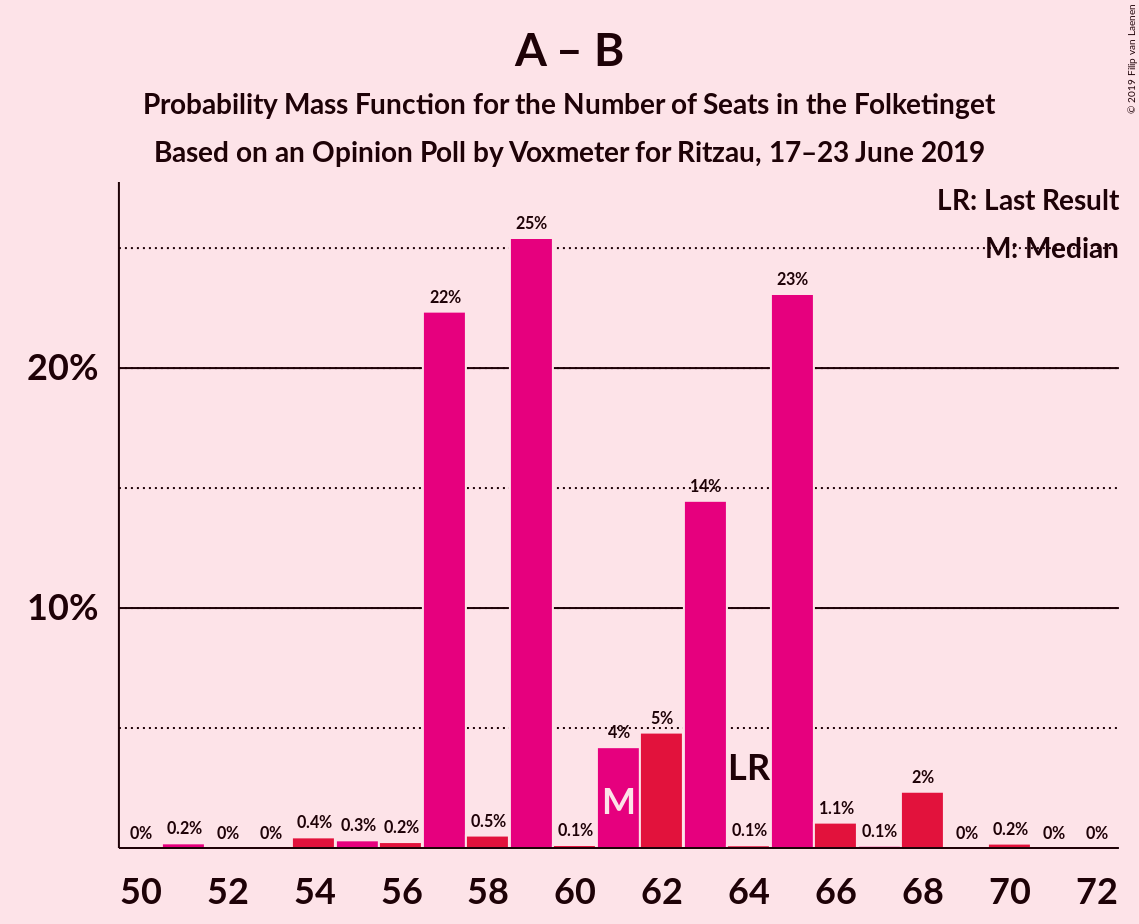 © 2019 Filip van Laenen
A – B
Probability Mass Function for the Number of Seats in the Folketinget
Based on an Opinion Poll by Voxmeter for Ritzau, 17–23 June 2019
LR: Last Result
M: Median
25%
23%
22%
20%
14%
10%
5%
4%
LR
2%
M
1.1%
0% 0.2% 0% 0% 0.4% 0.3% 0.2% 0.5% 0.1% 0.1% 0.1% 0% 0.2% 0% 0%
50 52 54 56 58 60 62 64 66 68 70 72